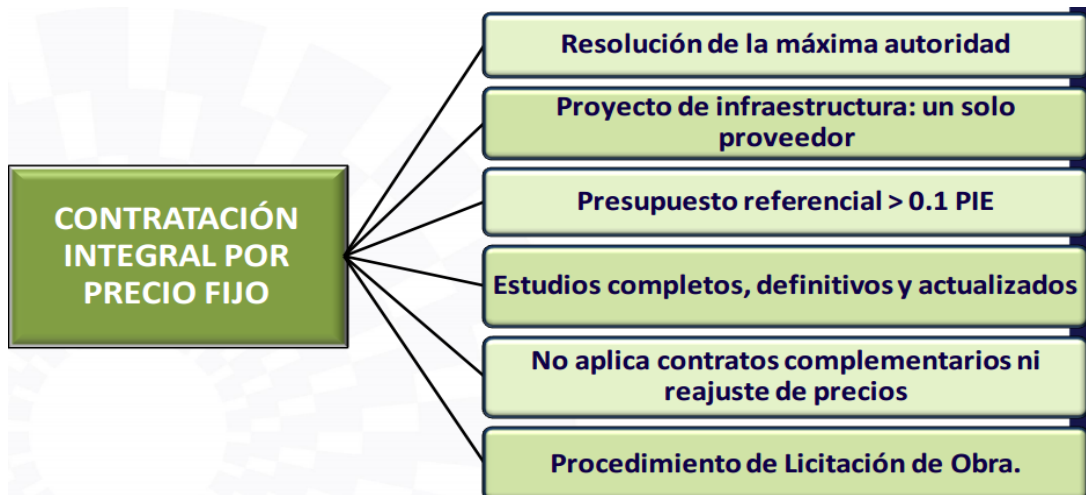 CONTRATACIÓN
INTEGRAL POR
PRECIO FIJO
Resolución de la máxima autoridad
Proyecto de infraestructura: un solo
proveedor
Presupuesto referencial > 0.1 PIE
Estudios completos, definitivos y actualizados
No aplica contratos complementarios ni
reajuste de precios
Procedimiento de Licitación de Obra.